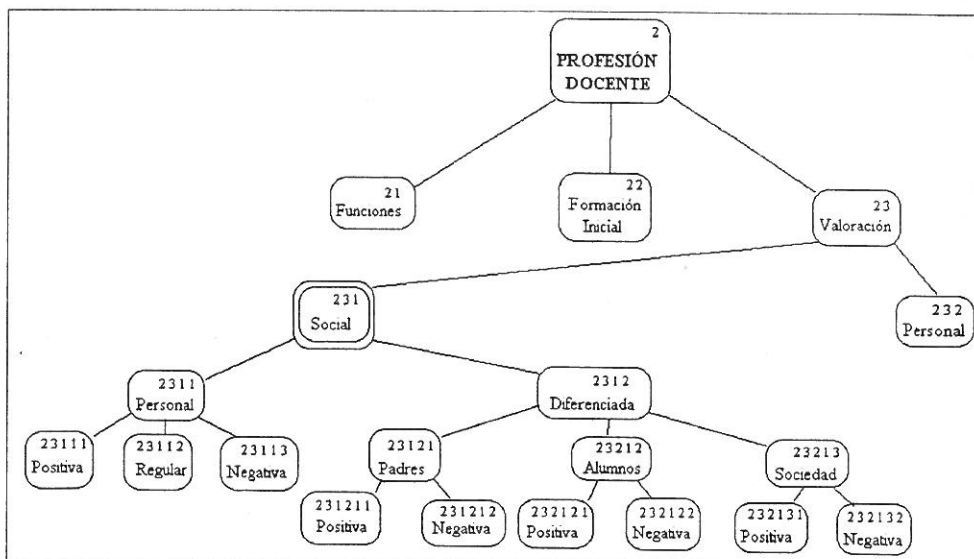 2
PROFESIÓN
DOCENTE
21
Funciones
22
Formación
Inicial
23
Valoración
231
Social
232
Personal
2311
Personal
2312
Diferenciada
23111
Positiva
23112
Regular
23113
Negativa
23121
Padres
23212
Alumnos
23213
Sociedad
231211
Positiva
231212
Negativa
232121
Positiva
232122
Negativa
232131
Positiva
232132
Negativa